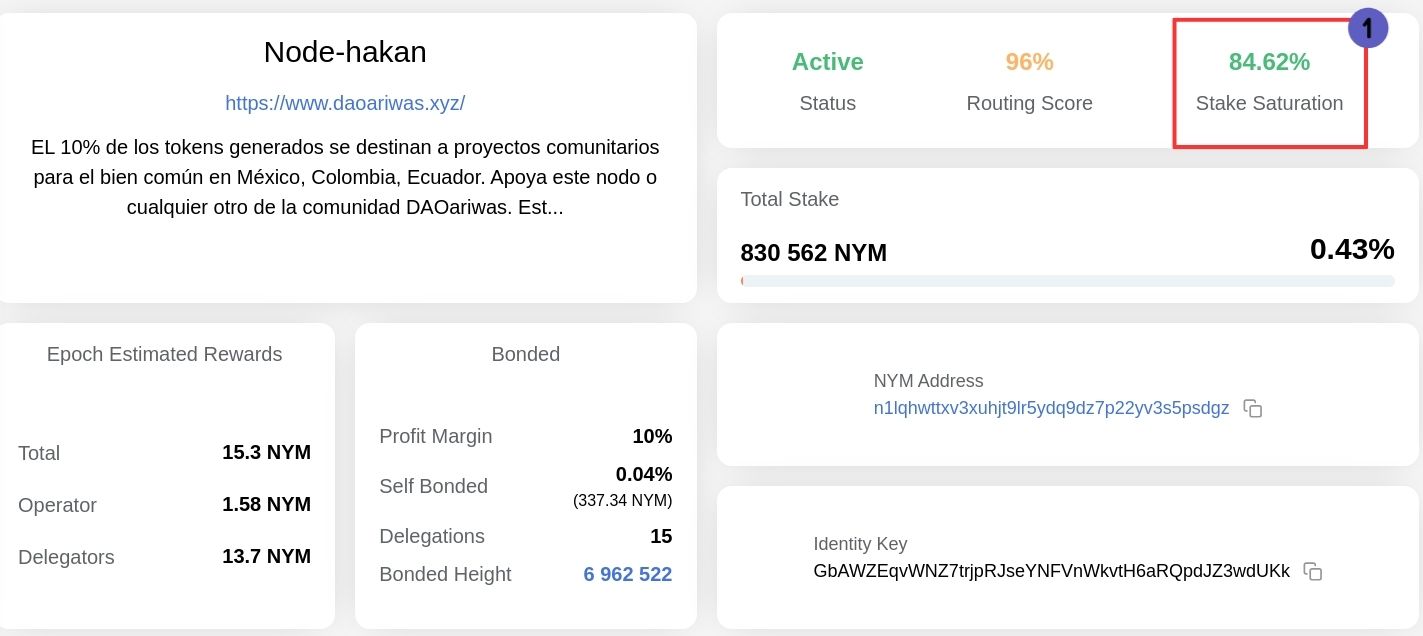 Node-hakan
https://www.daoariwas.xyz/
EL 10% de los tokens generados se destinan a proyectos comunitarios
para el bien común en México, Colombia, Ecuador. Apoya este nodo o
cualquier otro de la comunidad DAOariwas. Est...
1
Active
Status
96%
Routing Score
84.62%
Stake Saturation
Total Stake
830 562 NYM 0.43%
Epoch Estimated Rewards
Total 15.3 NYM
Operator 1.58 NYM
Delegators 13.7 NYM
Bonded
Profit Margin 10%
Self Bonded 0.04%
(337.34 NYM)
Delegations 15
Bonded Height 6 962 522
NYM Address
n1lqhwttxv3xuhjt9lr5ydq9dz7p22yv3s5psdgz
Identity Key
GbAWZEqvWNZ7trjpRJseYNFVnWkvtH6aRQpdJZ3wdUKk